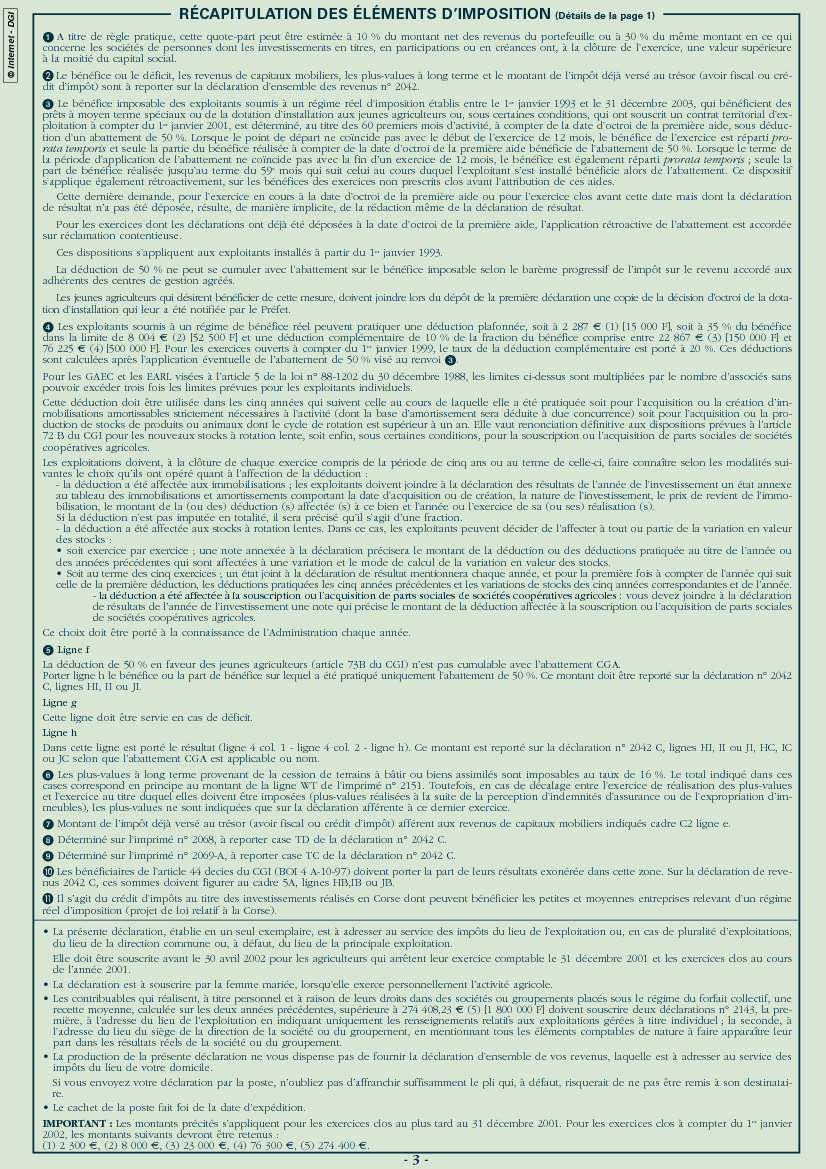 © Internet - DGI
RÉCAPITULATION DES ÉLÉMENTS D'IMPOSITION (Détails de la page 1)
❶ A titre de règle pratique, cette quote-part peut être estimée à 10 % du montant net des revenus du portefeuille ou à 30 % du même montant en ce qui
concerne les sociétés de personnes dont les investissements en titres, en participations ou en créances ont, à la clôture de l'exercice, une valeur supérieure
à la moitié du capital social.
❷ Le bénéfice ou le déficit, les revenus de capitaux mobiliers, les plus-values à long terme et le montant de l'impôt déjà versé au trésor (avoir fiscal ou cré-
dit d'impôt) sont à reporter sur la déclaration d'ensemble des revenus n° 2042.
❸ Le bénéfice imposable des exploitants soumis à un régime réel d'imposition établis entre le 1er janvier 1993 et le 31 décembre 2003, qui bénéficient des
prêts à moyen terme spéciaux ou de la dotation d'installation aux jeunes agriculteurs ou, sous certaines conditions, qui ont souscrit un contrat territorial d'ex-
ploitation à compter du 1er janvier 2001, est déterminé, au titre des 60 premiers mois d'activité, à compter de la date d'octroi de la première aide, sous déduc-
tion d'un abattement de 50 %. Lorsque le point de départ ne coïncide pas avec le début de l'exercice de 12 mois, le bénéfice de l'exercice est réparti pro-
rata temporis et seule la partie du bénéfice réalisée à compter de la date d'octroi de la première aide bénéficie de l'abattement de 50 %. Lorsque le terme de
la période d'application de l'abattement ne coïncide pas avec la fin d'un exercice de 12 mois, le bénéfice est également réparti prorata temporis ; seule la
part de bénéfice réalisée jusqu'au terme du 59e mois qui suit celui au cours duquel l'exploitant s'est installé bénéficie alors de l'abattement. Ce dispositif
s'applique également rétroactivement, sur les bénéfices des exercices non prescrits clos avant l'attribution de ces aides.
Cette dernière demande, pour l'exercice en cours à la date d'octroi de la première aide ou pour l'exercice clos avant cette date mais dont la déclaration
de résultat n'a pas été déposée, résulte, de manière implicite, de la rédaction même de la déclaration de résultat.
Pour les exercices dont les déclarations ont déjà été déposées à la date d'octroi de la première aide, l'application rétroactive de l'abattement est accordée
sur réclamation contentieuse.
Ces dispositions s'appliquent aux exploitants installés à partir du 1er janvier 1993.
La déduction de 50 % ne peut se cumuler avec l'abattement sur le bénéfice imposable selon le barème progressif de l'impôt sur le revenu accordé aux
adhérents des centres de gestion agréés.
Les jeunes agriculteurs qui désirent bénéficier de cette mesure, doivent joindre lors du dépôt de la première déclaration une copie de la décision d'octroi de la dota-
tion d'installation qui leur a été notifiée par le Préfet.
❹ Les exploitants soumis à un régime de bénéfice réel peuvent pratiquer une déduction plafonnée, soit à 2 287 € (1) [15 000 F], soit à 35 % du bénéfice
dans la limite de 8 004 € (2) [52 500 F] et une déduction complémentaire de 10 % de la fraction du bénéfice comprise entre 22 867 € (3) [150 000 F] et
76 225 € (4) [500 000 F]. Pour les exercices ouverts à compter du 1er janvier 1999, le taux de la déduction complémentaire est porté à 20 %. Ces déductions
sont calculées après l'application éventuelle de l'abattement de 50 % visé au renvoi ❸.
Pour les GAEC et les EARL visées à l'article 5 de la loi n° 88-1202 du 30 décembre 1988, les limites ci-dessus sont multipliées par le nombre d'associés sans
pouvoir excéder trois fois les limites prévues pour les exploitants individuels.
Cette déduction doit être utilisée dans les cinq années qui suivent celle au cours de laquelle elle a été pratiquée soit pour l'acquisition ou la création d'im-
mobilisations amortissables strictement nécessaires à l'activité (dont la base d'amortissement sera déduite à due concurrence) soit pour l'acquisition ou la pro-
duction de stocks de produits ou animaux dont le cycle de rotation est supérieur à un an. Elle vaut renonciation définitive aux dispositions prévues à l'article
72 B du CGI pour les nouveaux stocks à rotation lente, soit enfin, sous certaines conditions, pour la souscription ou l'acquisition de parts sociales de sociétés
coopératives agricoles.
Les exploitations doivent, à la clôture de chaque exercice compris de la période de cinq ans ou au terme de celle-ci, faire connaître selon les modalités sui-
vantes le choix qu'ils ont opéré quant à l'affection de la déduction :
- la déduction a été affectée aux immobilisations ; les exploitants doivent joindre à la déclaration des résultats de l'année de l'investissement un état annexe
au tableau des immobilisations et amortissements comportant la date d'acquisition ou de création, la nature de l'investissement, le prix de revient de l'immo-
bilisation, le montant de la (ou des) déduction (s) affectée (s) à ce bien et l'année ou l'exercice de sa (ou ses) réalisation (s).
Si la déduction n'est pas imputée en totalité, il sera précisé qu'il s'agit d'une fraction.
- la déduction a été affectée aux stocks à rotation lentes. Dans ce cas, les exploitants peuvent décider de l'affecter à tout ou partie de la variation en valeur
des stocks :
• soit exercice par exercice ; une note annexée à la déclaration précisera le montant de la déduction ou des déductions pratiquée au titre de l'année ou
des années précédentes qui sont affectées à une variation et le mode de calcul de la variation en valeur des stocks.
• Soit au terme des cinq exercices ; un état joint à la déclaration de résultat mentionnera chaque année, et pour la première fois à compter de l'année qui suit
celle de la première déduction, les déductions pratiquées les cinq années précédentes et les variations de stocks des cinq années correspondantes et de l'année.
- la déduction a été affectée à la souscription ou l'acquisition de parts sociales de sociétés coopératives agricoles : vous devez joindre à la déclaration
de résultats de l'année de l'investissement une note qui précise le montant de la déduction affectée à la souscription ou l'acquisition de parts sociales
de sociétés coopératives agricoles.
Ce choix doit être porté à la connaissance de l'Administration chaque année.
❺ Ligne f
La déduction de 50 % en faveur des jeunes agriculteurs (article 73B du CGI) n'est pas cumulable avec l'abattement CGA.
Porter ligne h le bénéfice ou la part de bénéfice sur lequel a été pratiqué uniquement l'abattement de 50 %. Ce montant doit être reporté sur la déclaration n° 2042
C, lignes HI, II ou JI.
Ligne g
Cette ligne doit être servie en cas de déficit.
Ligne h
Dans cette ligne est porté le résultat (ligne 4 col. 1 - ligne 4 col. 2 - ligne h). Ce montant est reporté sur la déclaration n° 2042 C, lignes HI, II ou JI, HC, IC
ou JC selon que l'abattement CGA est applicable ou nom.
❻ Les plus-values à long terme provenant de la cession de terrains à bâtir ou biens assimilés sont imposables au taux de 16 %. Le total indiqué dans ces
cases correspond en principe au montant de la ligne WT de l'imprimé n° 2151. Toutefois, en cas de décalage entre l'exercice de réalisation des plus-values
et l'exercice au titre duquel elles doivent être imposées (plus-values réalisées à la suite de la perception d'indemnités d'assurance ou de l'expropriation d'im-
meubles), les plus-values ne sont indiquées que sur la déclaration afférente à ce dernier exercice.
❼ Montant de l'impôt déjà versé au trésor (avoir fiscal ou crédit d'impôt) afférent aux revenus de capitaux mobiliers indiqués cadre C2 ligne e.
❽ Déterminé sur l'imprimé n° 2068, à reporter case TD de la déclaration n° 2042 C.
❾ Déterminé sur l'imprimé n° 2069-A, à reporter case TC de la déclaration n° 2042 C.
❿ Les bénéficiaires de l'article 44 decies du CGI (BOI 4 A-10-97) doivent porter la part de leurs résultats exonérée dans cette zone. Sur la déclaration de reve-
nus 2042 C, ces sommes doivent figurer au cadre 5A, lignes HB,IB ou JB.
⓫ Il s'agit du crédit d'impôts au titre des investissements réalisés en Corse dont peuvent bénéficier les petites et moyennes entreprises relevant d'un régime
réel d'imposition (projet de loi relatif à la Corse).
• La présente déclaration, établie en un seul exemplaire, est à adresser au service des impôts du lieu de l'exploitation ou, en cas de pluralité d'exploitations,
du lieu de la direction commune ou, à défaut, du lieu de la principale exploitation.
Elle doit être souscrite avant le 30 avril 2002 pour les agriculteurs qui arrêtent leur exercice comptable le 31 décembre 2001 et les exercices clos au cours
de l'année 2001.
• La déclaration est à souscrire par la femme mariée, lorsqu'elle exerce personnellement l'activité agricole.
• Les contribuables qui réalisent, à titre personnel et à raison de leurs droits dans des sociétés ou groupements placés sous le régime du forfait collectif, une
recette moyenne, calculée sur les deux années précédentes, supérieure à 274 408,23 € (5) [1 800 000 F] doivent souscrire deux déclarations n° 2143, la pre-
mière, à l'adresse du lieu de l'exploitation en indiquant uniquement les renseignements relatifs aux exploitations gérées à titre individuel ; la seconde, à
l'adresse du lieu du siège de la direction de la société ou du groupement, en mentionnant tous les éléments comptables de nature à faire apparaître leur
part dans les résultats réels de la société ou du groupement.
• La production de la présente déclaration ne vous dispense pas de fournir la déclaration d'ensemble de vos revenus, laquelle est à adresser au service des
impôts du lieu de votre domicile.
Si vous envoyez votre déclaration par la poste, n'oubliez pas d'affranchir suffisamment le pli qui, à défaut, risquerait de ne pas être remis à son destinatai-
re.
• Le cachet de la poste fait foi de la date d'expédition.
IMPORTANT : Les montants précités s'appliquent pour les exercices clos au plus tard au 31 décembre 2001. Pour les exercices clos à compter du 1er janvier
2002, les montants suivants devront être retenus :
(1) 2 300 €, (2) 8 000 €, (3) 23 000 €, (4) 76 300 €, (5) 274 400 €.
- 3 -